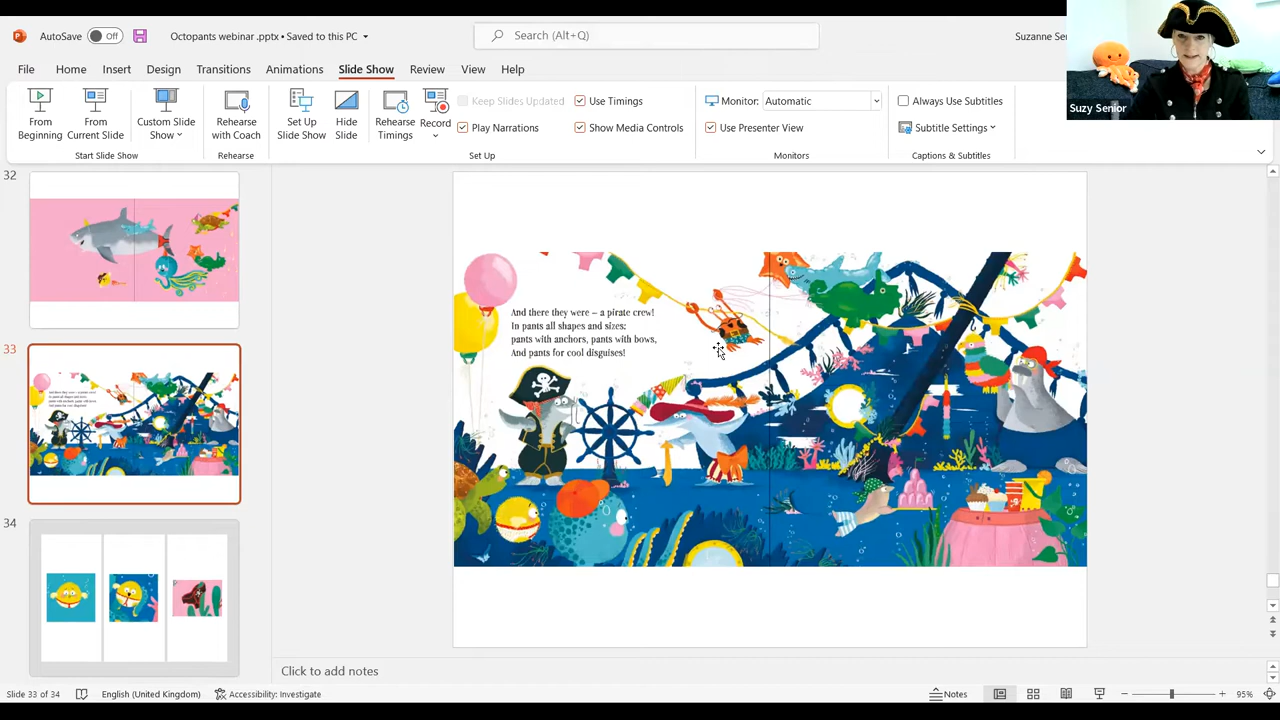 AutoSave Off Octopants webinar .pptx • Saved to this PC Search (Alt+Q) Suzanne Sen
File Home Insert Design Transitions Animations Slide Show Review View Help
Suzy Senior
From Beginning
From Current Slide
Custom Slide Show
Start Slide Show
Rehearse with Coach
Rehearse
Set Up Slide Show
Hide Slide
Rehearse Timings
Record
Keep Slides Updated
Play Narrations
Use Timings
Show Media Controls
Set Up
Monitor: Automatic
Use Presenter View
Monitors
Always Use Subtitles
Subtitle Settings
Captions & Subtitles
32
33
34
And there they were – a pirate crew!
In pants all shapes and sizes;
pants with anchors, pants with bows,
And pants for cool disguises!
Click to add notes
Slide 33 of 34 English (United Kingdom) Accessibility: Investigate Notes 95%